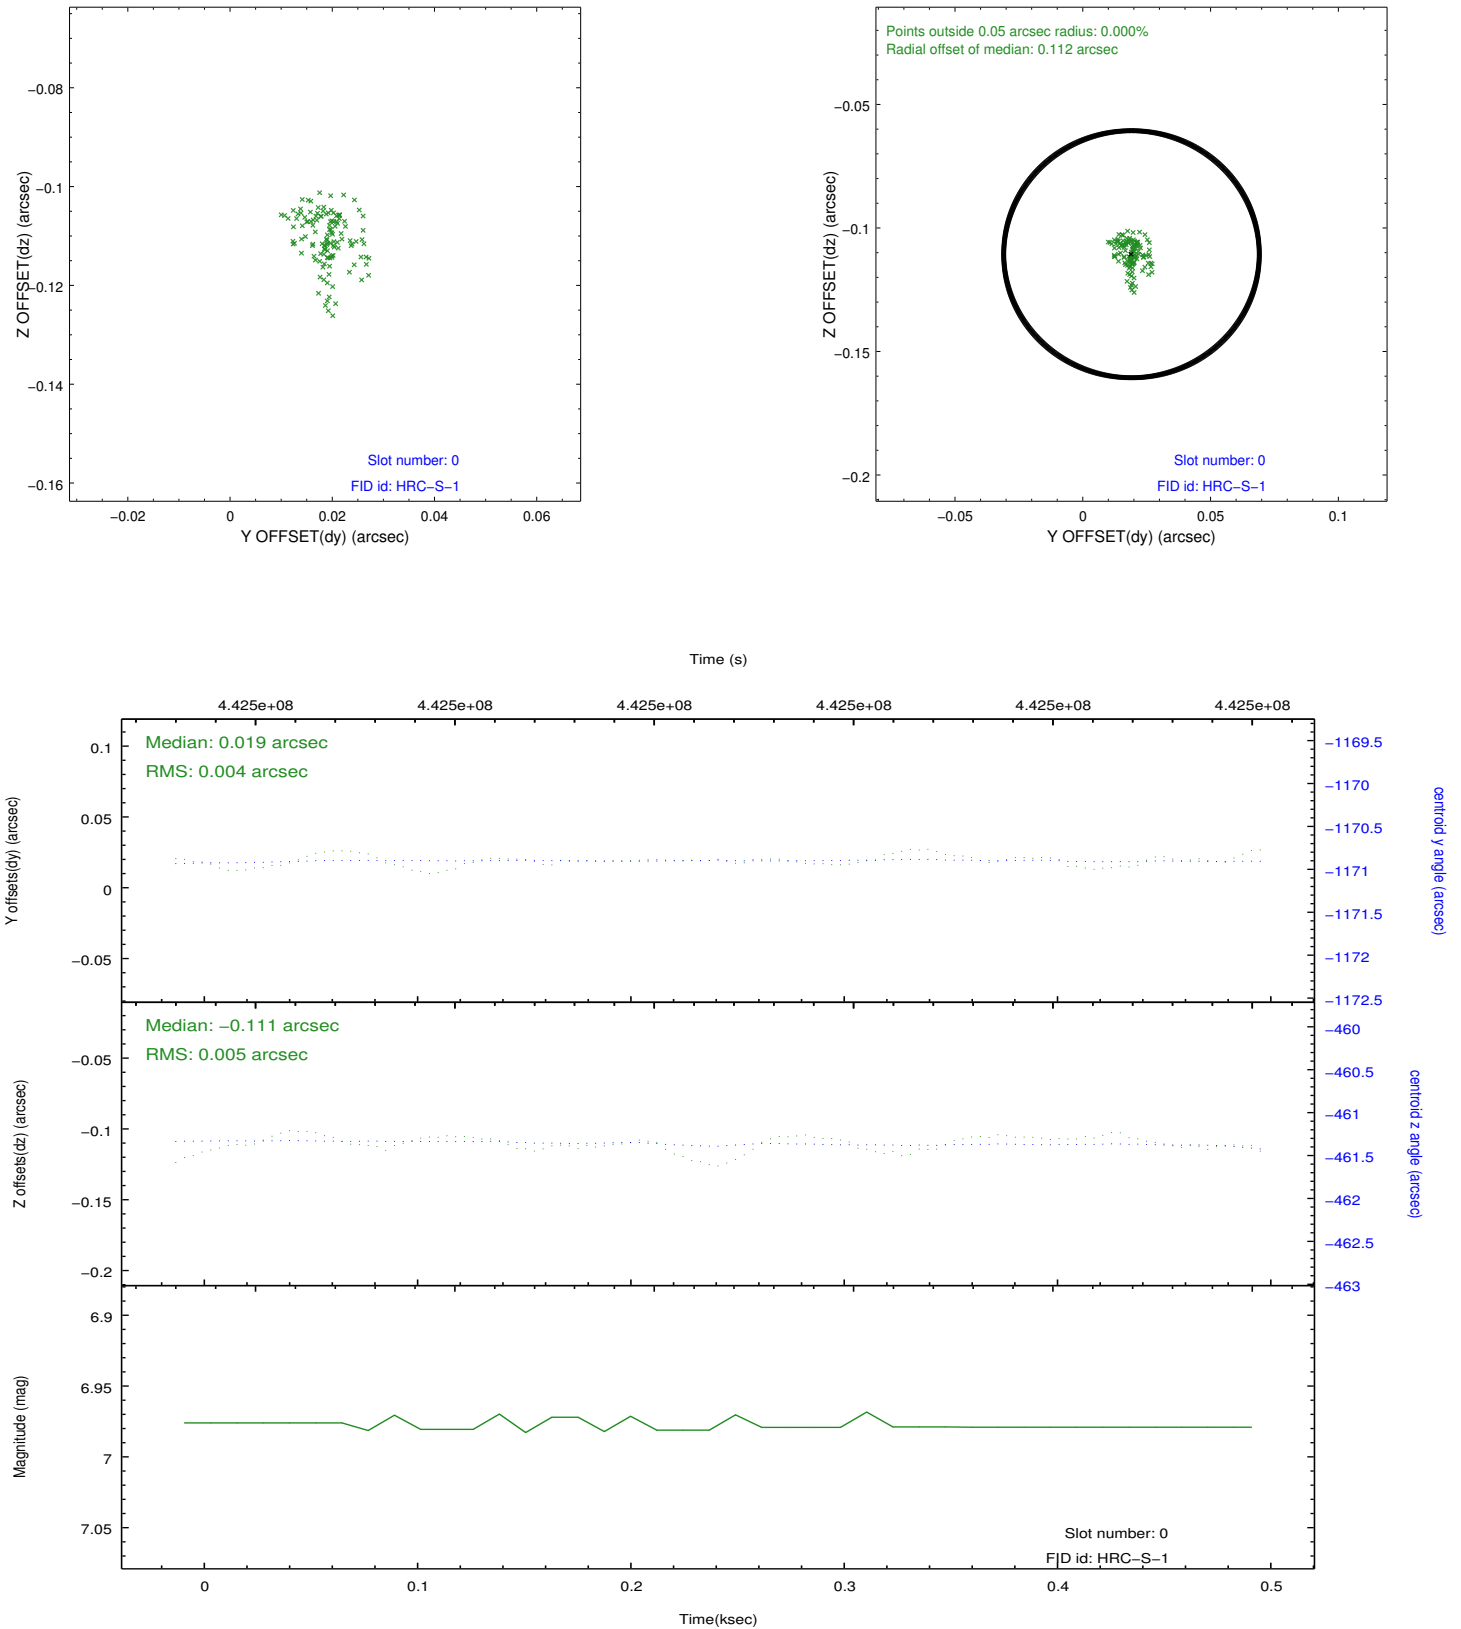 −0.08
−0.1
−0.12
−0.14
−0.16
Z OFFSET(dz) (arcsec)
Slot number: 0
FID id: HRC−S−1
−0.02 0 0.02 0.04 0.06
Y OFFSET(dy) (arcsec)
Points outside 0.05 arcsec radius: 0.000%
Radial offset of median: 0.112 arcsec
−0.05
−0.1
−0.15
−0.2
Z OFFSET(dz) (arcsec)
Slot number: 0
FID id: HRC−S−1
−0.05 0 0.05 0.1
Y OFFSET(dy) (arcsec)
Time (s)
4.425e+08 4.425e+08 4.425e+08 4.425e+08 4.425e+08 4.425e+08
Median: 0.019 arcsec
RMS: 0.004 arcsec
0.1
0.05
0
−0.05
Y offsets(dy) (arcsec)
−1169.5
−1170
−1170.5
−1171
−1171.5
−1172
−1172.5
centroid y angle (arcsec)
Median: −0.111 arcsec
RMS: 0.005 arcsec
−0.05
−0.1
−0.15
−0.2
Z offsets(dz) (arcsec)
−460
−460.5
−461
−461.5
−462
−462.5
−463
centroid z angle (arcsec)
6.9
6.95
7
7.05
Magnitude (mag)
Slot number: 0
FID id: HRC−S−1
0 0.1 0.2 0.3 0.4 0.5
Time(ksec)